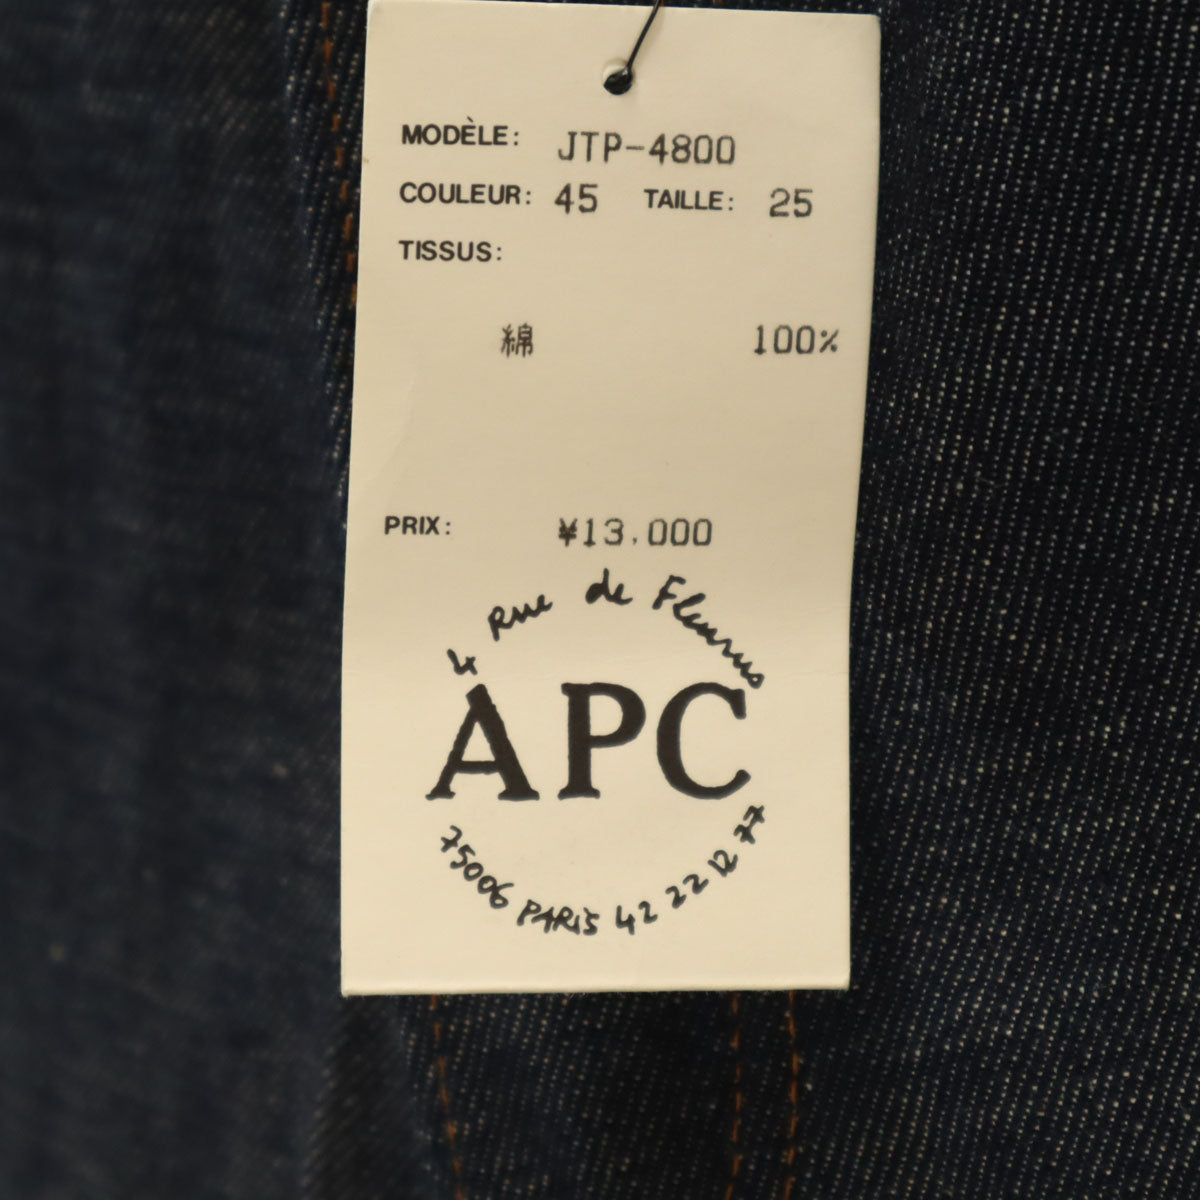 MODÈLE: JTP-4800
COULEUR: 45 TAILLE: 25
TISSUS:
綿 100%
PRIX: ¥13,000
4 Rue de Fleurus
APC
75006 PARIS 42 22 12 77